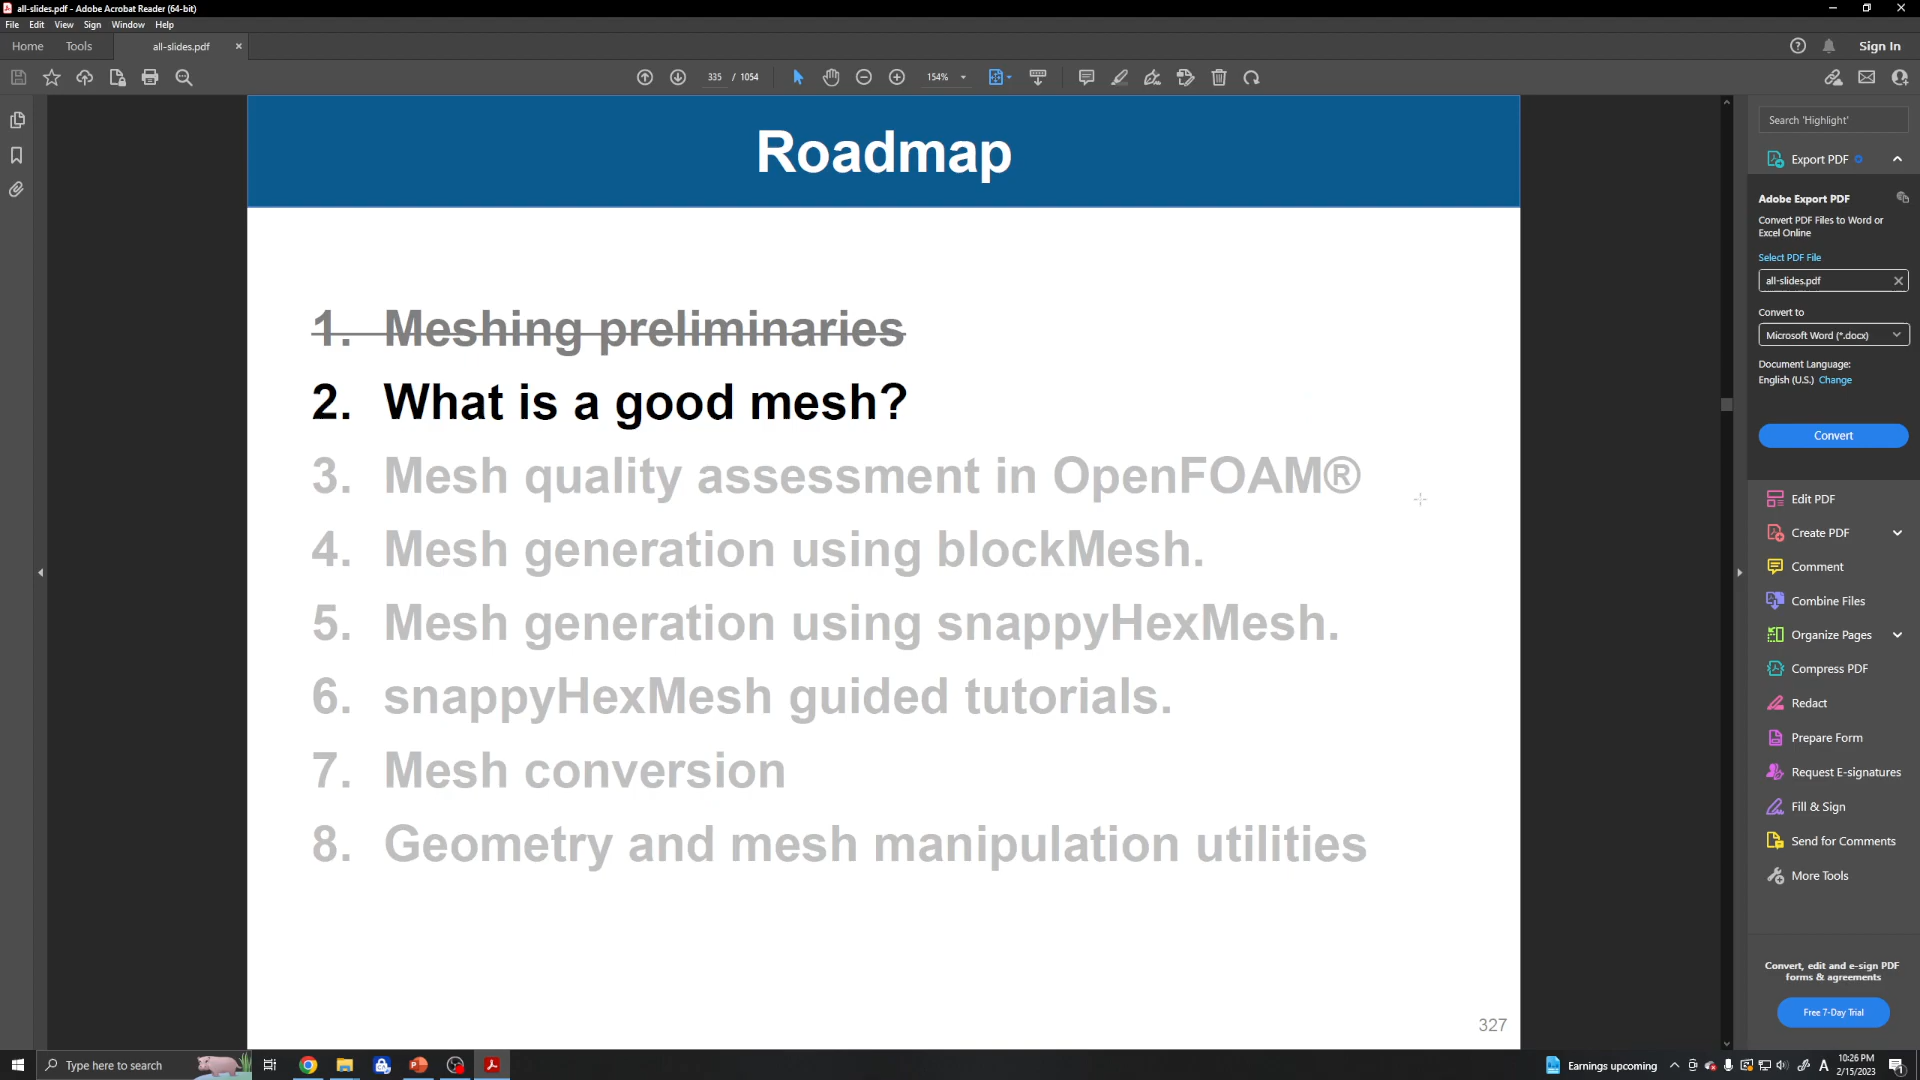 all-slides.pdf - Adobe Acrobat Reader (64-bit)
File Edit View Sign Window Help
Home Tools all-slides.pdf × Sign In
335 / 1054 154%
Search 'Highlight'
Export PDF
Adobe Export PDF
Convert PDF Files to Word or
Excel Online
Select PDF File
all-slides.pdf
Convert to
Microsoft Word (*.docx)
Document Language:
English (U.S.) Change
Convert
Edit PDF
Create PDF
Comment
Combine Files
Organize Pages
Compress PDF
Redact
Prepare Form
Request E-signatures
Fill & Sign
Send for Comments
More Tools
Convert, edit and e-sign PDF
forms & agreements
Free 7-Day Trial
Roadmap
1. Meshing preliminaries
2. What is a good mesh?
3. Mesh quality assessment in OpenFOAM®
4. Mesh generation using blockMesh.
5. Mesh generation using snappyHexMesh.
6. snappyHexMesh guided tutorials.
7. Mesh conversion
8. Geometry and mesh manipulation utilities
327
Type here to search
Earnings upcoming
A
10:26 PM
2/15/2023
1